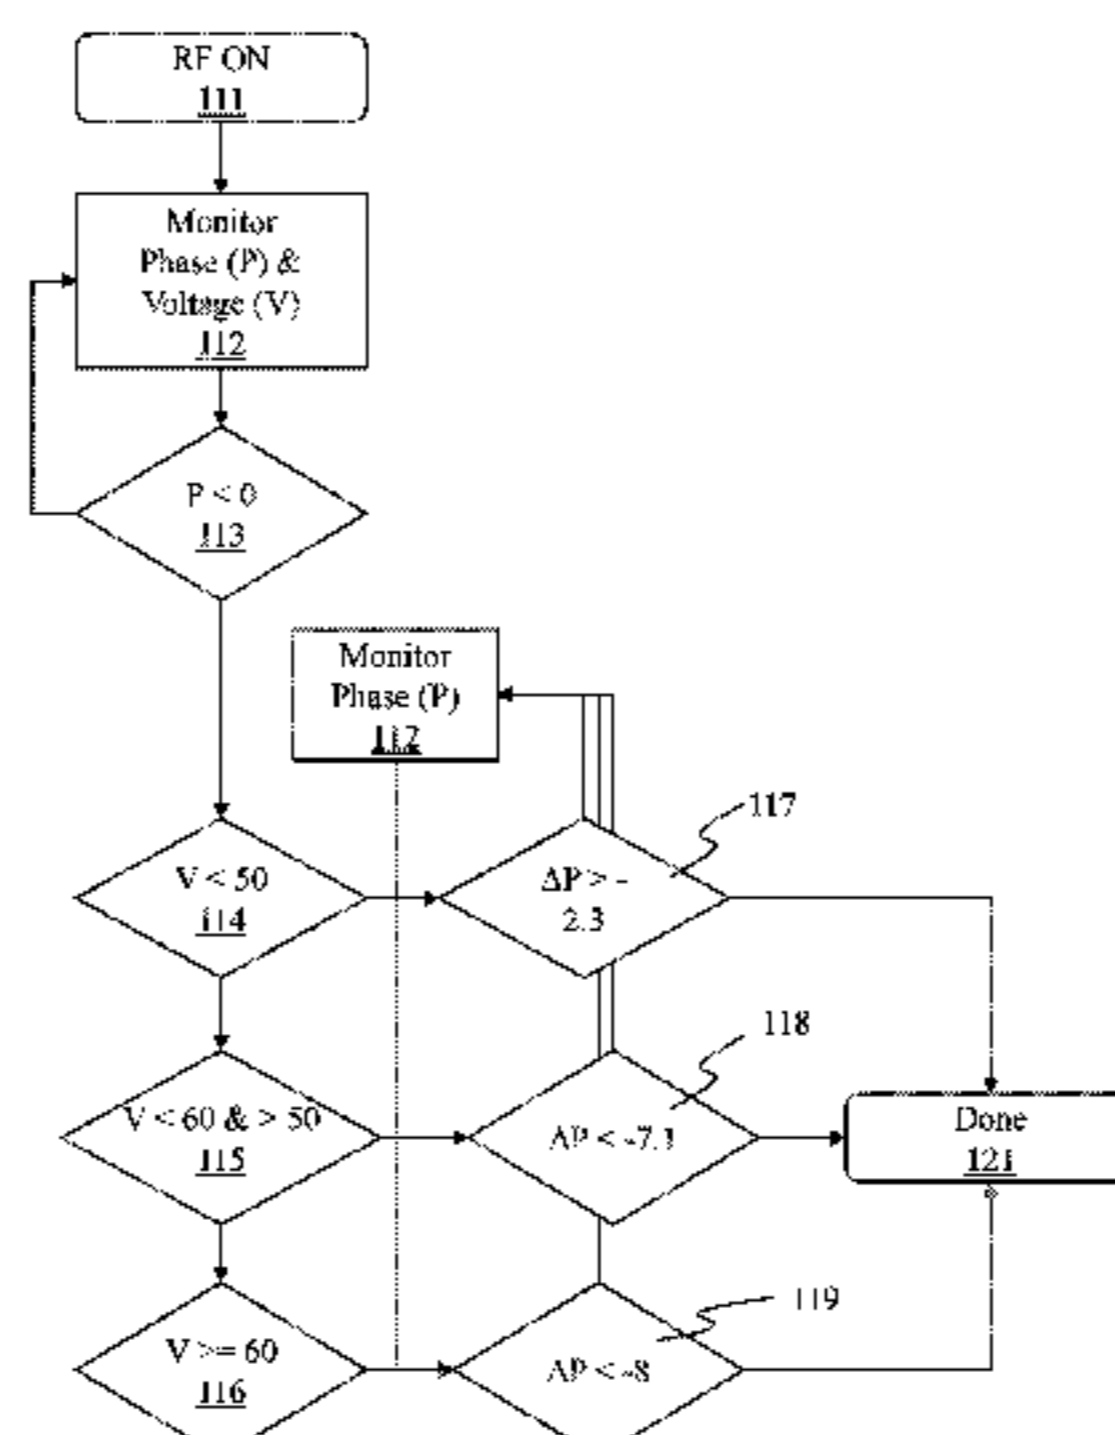 RF ON
111
Monitor
Phase (P) &
Voltage (V)
112
P < 0
113
Monitor
Phase (P)
112
117
V < 50
114
ΔP > -
2.3
118
V < 60 & > 50
115
ΔP < -7.1
Done
121
119
V >= 60
116
ΔP < -8